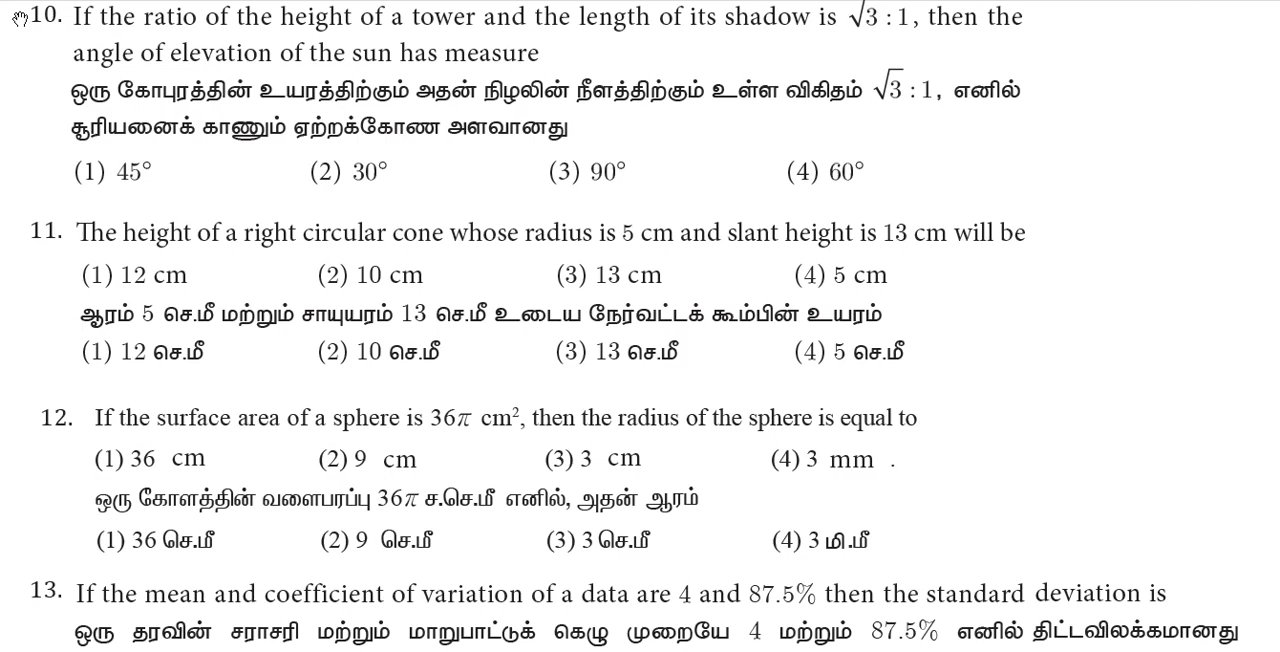 10. If the ratio of the height of a tower and the length of its shadow is √3 : 1, then the
angle of elevation of the sun has measure
ஒரு கோபுரத்தின் உயரத்திற்கும் அதன் நிழலின் நீளத்திற்கும் உள்ள விகிதம் √3 : 1, எனில்
சூரியனைக் காணும் ஏற்றக்கோண அளவானது
(1) 45° (2) 30° (3) 90° (4) 60°
11. The height of a right circular cone whose radius is 5 cm and slant height is 13 cm will be
(1) 12 cm (2) 10 cm (3) 13 cm (4) 5 cm
ஆரம் 5 செ.மீ மற்றும் சாயுயரம் 13 செ.மீ உடைய நேர்வட்டக் கூம்பின் உயரம்
(1) 12 செ.மீ (2) 10 செ.மீ (3) 13 செ.மீ (4) 5 செ.மீ
12. If the surface area of a sphere is 36π cm², then the radius of the sphere is equal to
(1) 36 cm (2) 9 cm (3) 3 cm (4) 3 mm .
ஒரு கோளத்தின் வளைபரப்பு 36π ச.செ.மீ எனில், அதன் ஆரம்
(1) 36 செ.மீ (2) 9 செ.மீ (3) 3 செ.மீ (4) 3 மி.மீ
13. If the mean and coefficient of variation of a data are 4 and 87.5% then the standard deviation is
ஒரு தரவின் சராசரி மற்றும் மாறுபாட்டுக் கெழு முறையே 4 மற்றும் 87.5% எனில் திட்டவிலக்கமானது